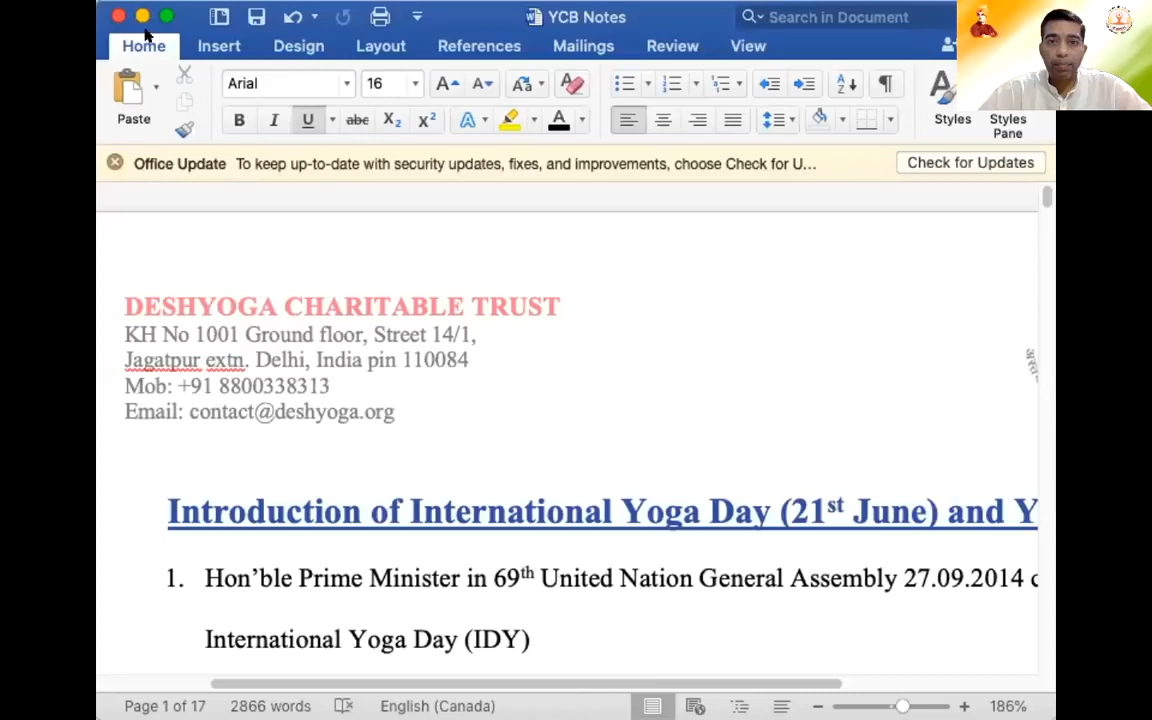 YCB Notes
Search in Document
Home Insert Design Layout References Mailings Review View
Paste
Arial 16
Styles Styles Pane
Office Update To keep up-to-date with security updates, fixes, and improvements, choose Check for U... Check for Updates
DESHYOGA CHARITABLE TRUST
KH No 1001 Ground floor, Street 14/1,
Jagatpur extn. Delhi, India pin 110084
Mob: +91 8800338313
Email: contact@deshyoga.org
Introduction of International Yoga Day (21st June) and Y
1. Hon’ble Prime Minister in 69th United Nation General Assembly 27.09.2014
International Yoga Day (IDY)
Page 1 of 17 2866 words English (Canada) 186%